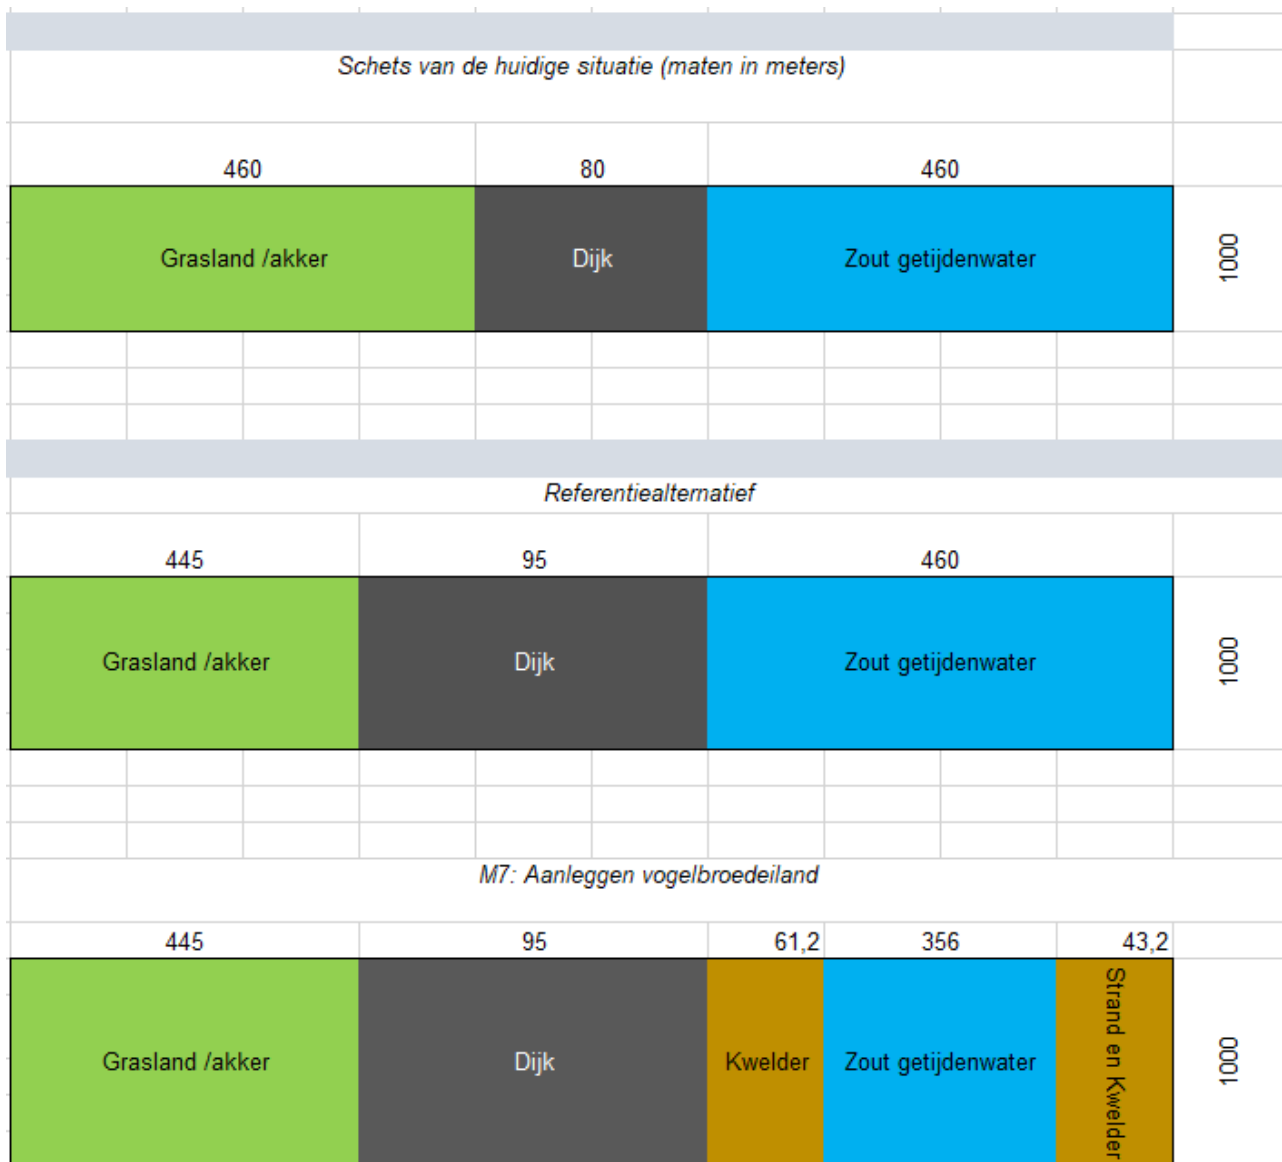 Schets van de huidige situatie (maten in meters)
460 80 460
Grasland /akker Dijk Zout getijdenwater 1000
Referentiealternatief
445 95 460
Grasland /akker Dijk Zout getijdenwater 1000
M7: Aanleggen vogelbroedeiland
445 95 61,2 356 43,2
Grasland /akker Dijk Kwelder Zout getijdenwater Strand en Kwelder 1000